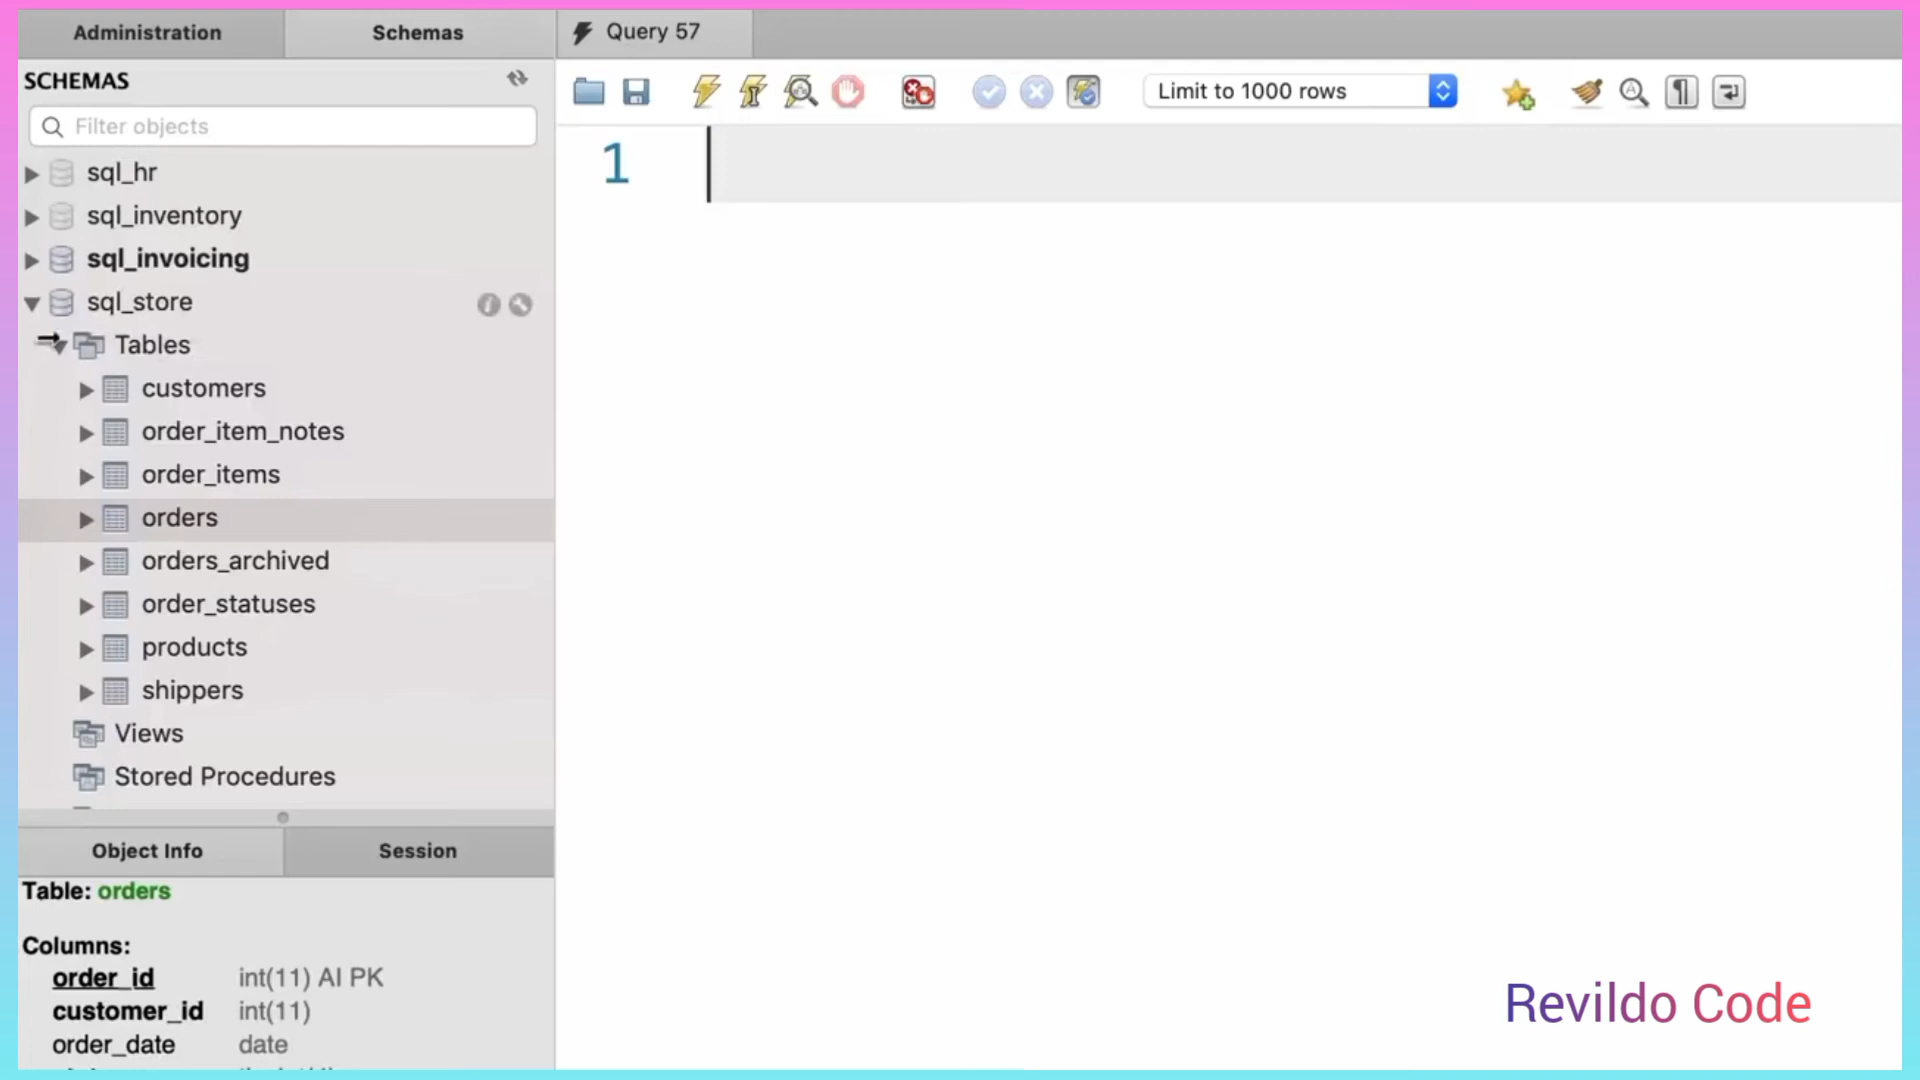 Administration
Schemas
Query 57
SCHEMAS
Limit to 1000 rows
Filter objects
1
sql_hr
sql_inventory
sql_invoicing
sql_store
Tables
customers
order_item_notes
order_items
orders
orders_archived
order_statuses
products
shippers
Views
Stored Procedures
Object Info
Session
Table: orders
Columns:
order_id int(11) AI PK
customer_id int(11)
order_date date
Revildo Code